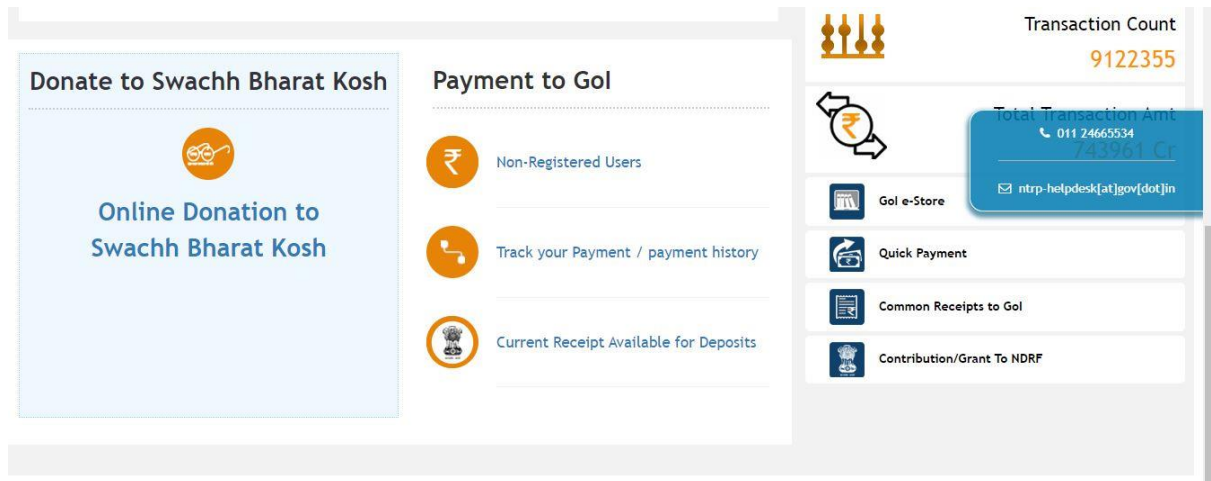 Donate to Swachh Bharat Kosh
Online Donation to
Swachh Bharat Kosh
Payment to GoI
Non-Registered Users
Track your Payment / payment history
Current Receipt Available for Deposits
Transaction Count
9122355
Total Transaction Amt
743961 Cr
011 24665534
ntrp-helpdesk[at]gov[dot]in
GoI e-Store
Quick Payment
Common Receipts to GoI
Contribution/Grant To NDRF